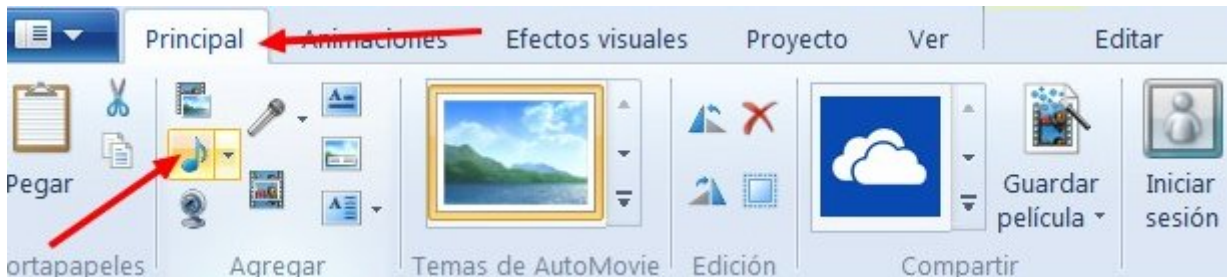 Principal Animaciones Efectos visuales Proyecto Ver Editar
Pegar
Guardar película
Iniciar sesión
ortapapeles Agregar Temas de AutoMovie Edición Compartir